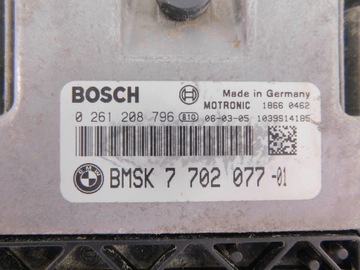 BOSCH
Made in Germany
MOTRONIC 1866 0462
0 261 208 796 BTO 06-03-05 1039S14185
BMSK 7 702 077-01